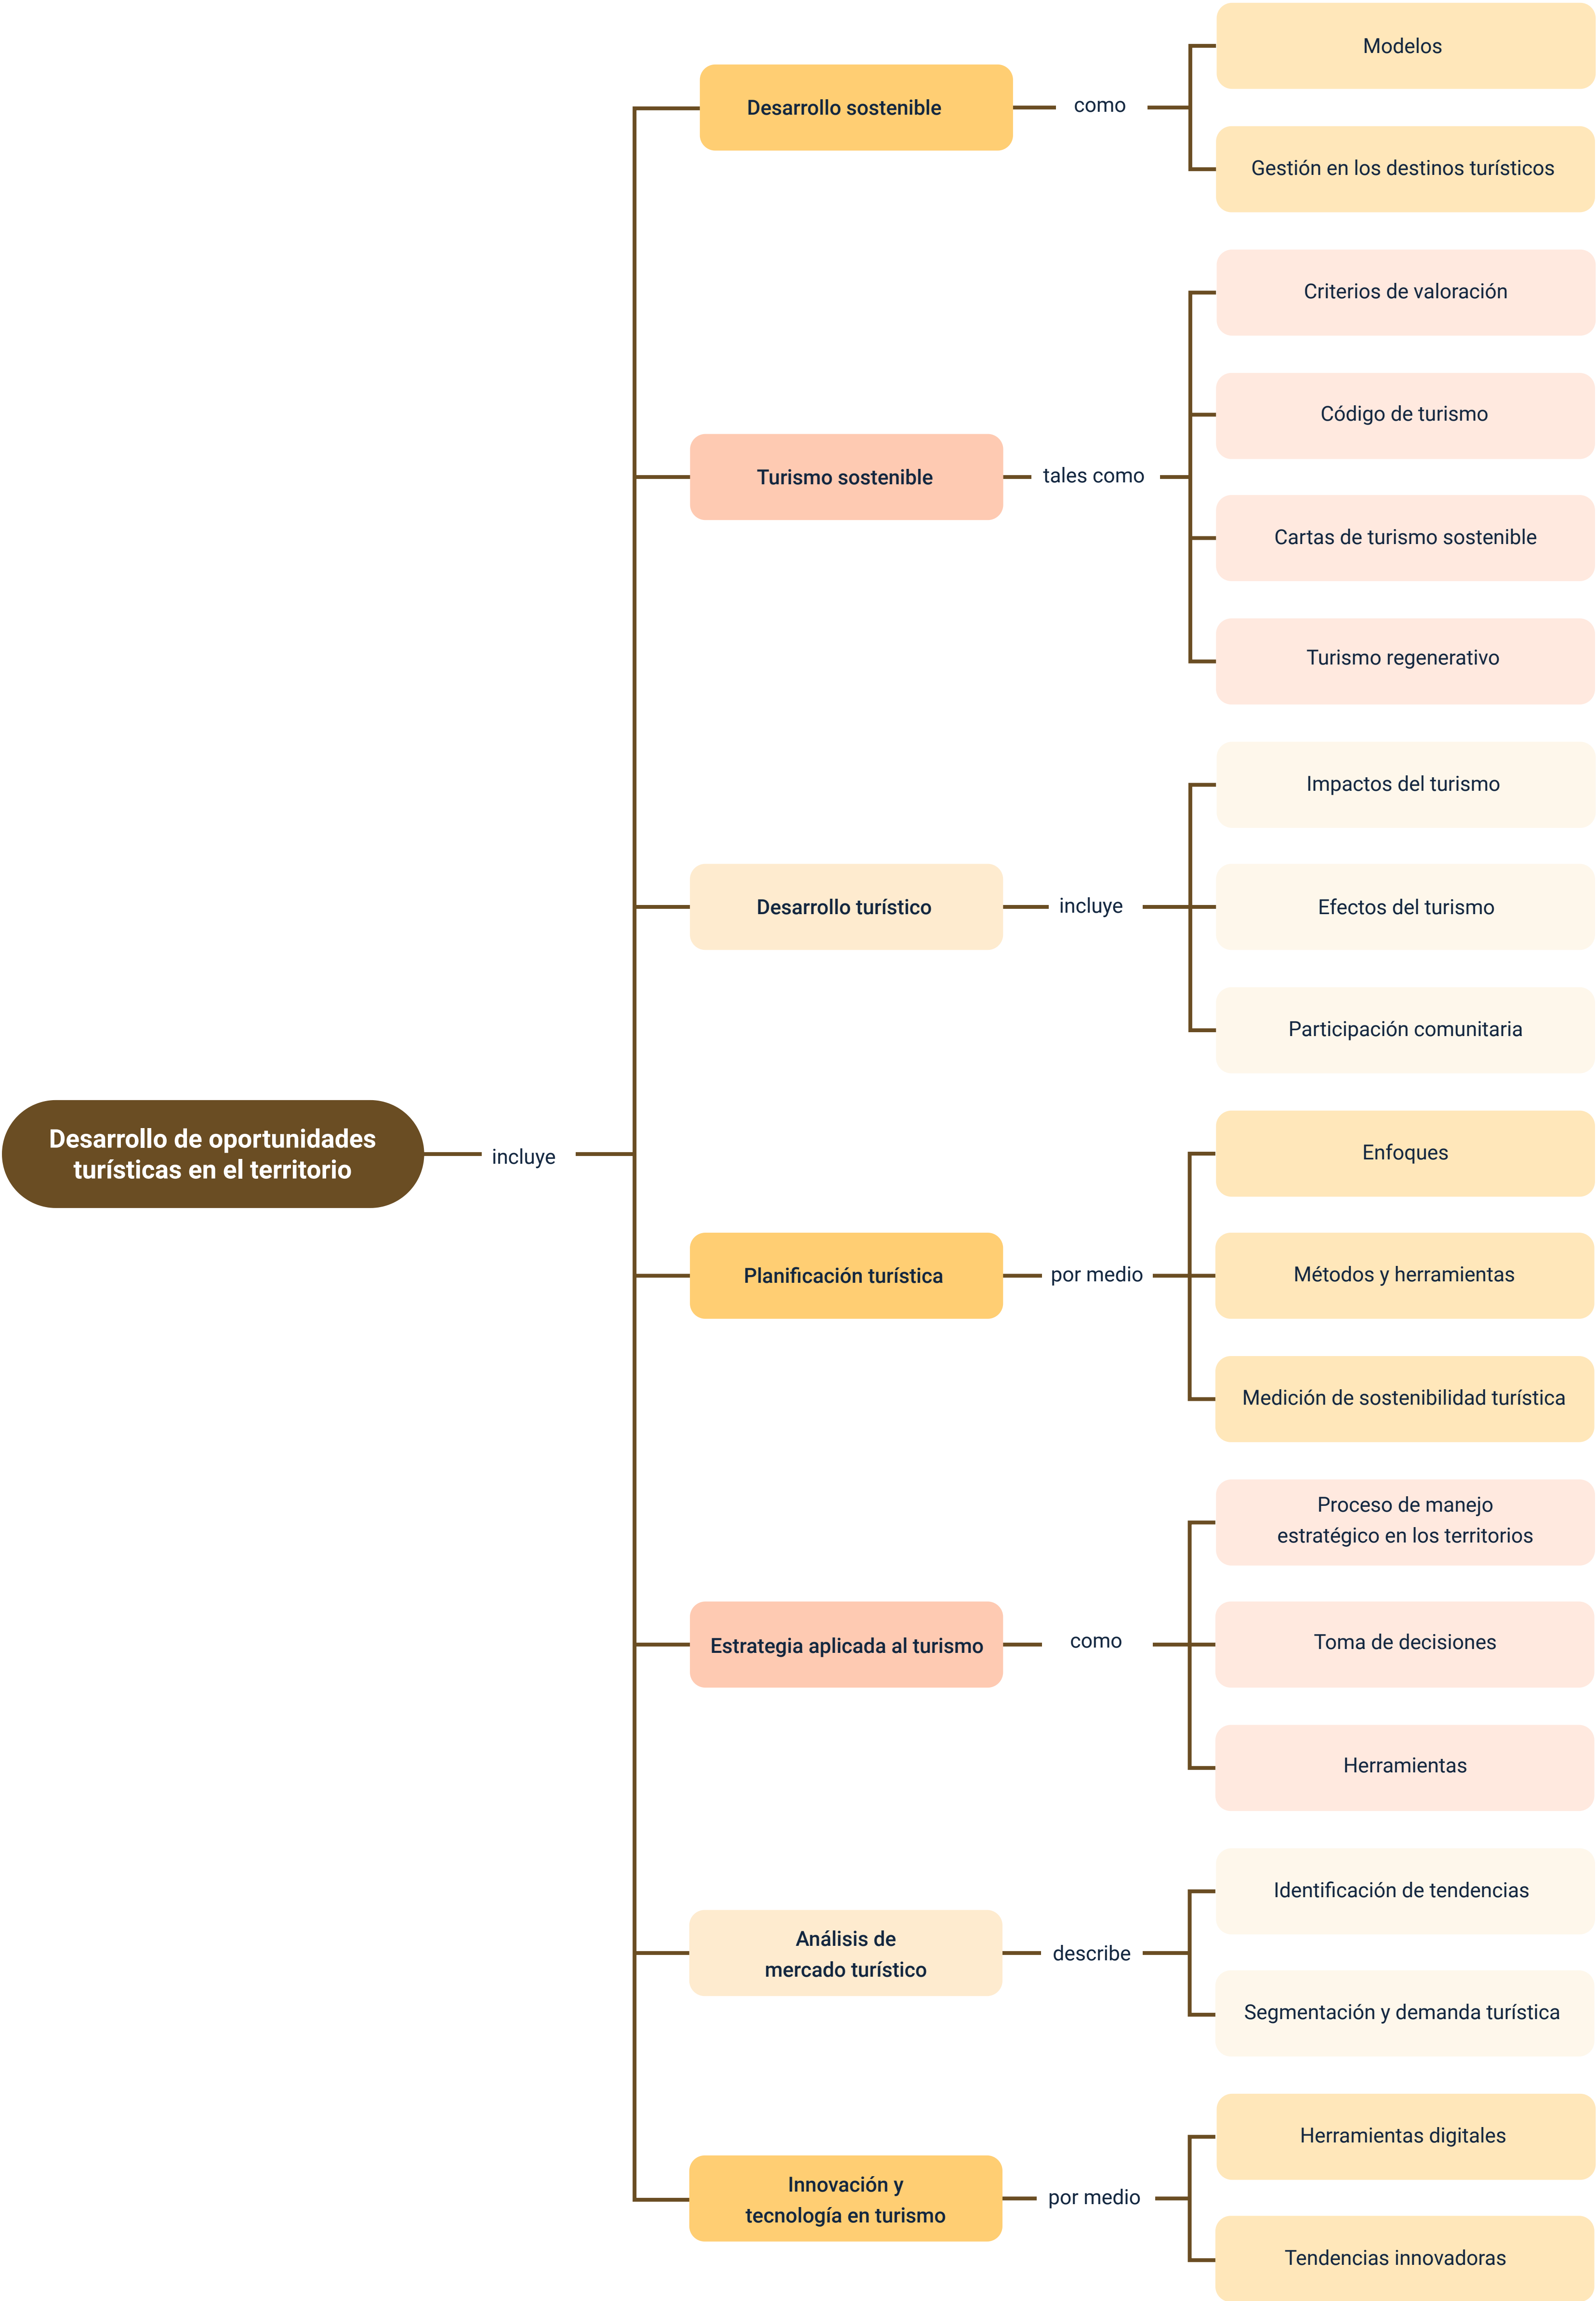 Desarrollo de oportunidades
turísticas en el territorio
incluye
Desarrollo sostenible
como
Modelos
Gestión en los destinos turísticos
Turismo sostenible
tales como
Criterios de valoración
Código de turismo
Cartas de turismo sostenible
Turismo regenerativo
Desarrollo turístico
incluye
Impactos del turismo
Efectos del turismo
Participación comunitaria
Planificación turística
por medio
Enfoques
Métodos y herramientas
Medición de sostenibilidad turística
Estrategia aplicada al turismo
como
Proceso de manejo
estratégico en los territorios
Toma de decisiones
Herramientas
Análisis de
mercado turístico
describe
Identificación de tendencias
Segmentación y demanda turística
Innovación y
tecnología en turismo
por medio
Herramientas digitales
Tendencias innovadoras